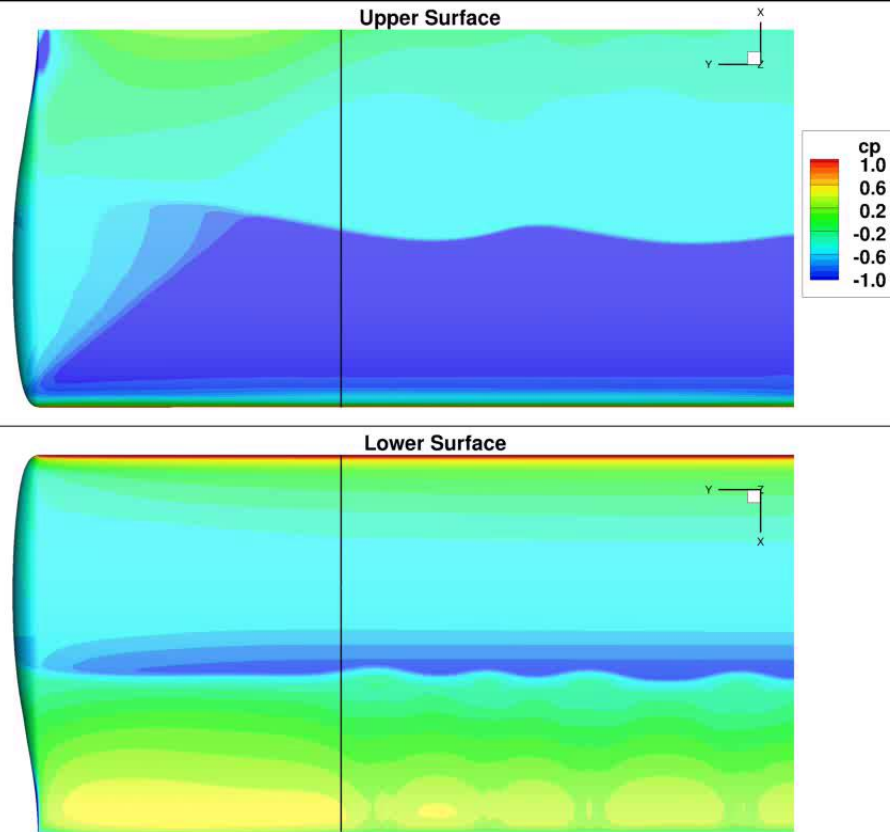 Upper Surface
X
Y
Z
cp
1.0
0.6
0.2
-0.2
-0.6
-1.0
Lower Surface
Y
Z
X